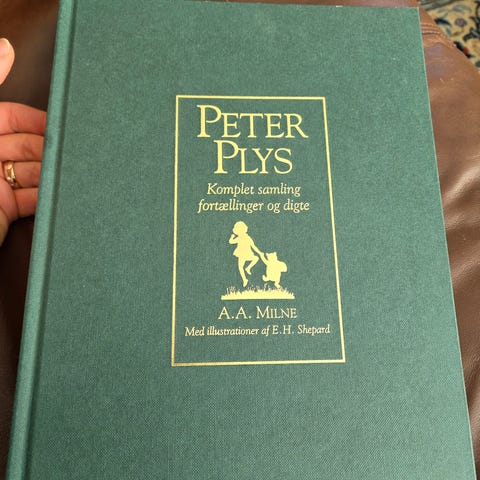 PETER
PLYS
Komplet samling
fortællinger og digte
A.A. MILNE
Med illustrationer af E.H. Shepard